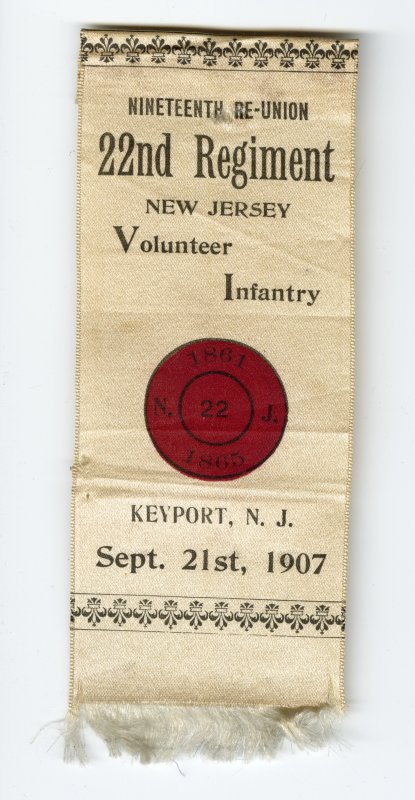 NINETEENTH RE-UNION
22nd Regiment
NEW JERSEY
Volunteer
Infantry
1861
N. 22 J.
1865
KEYPORT, N. J.
Sept. 21st, 1907